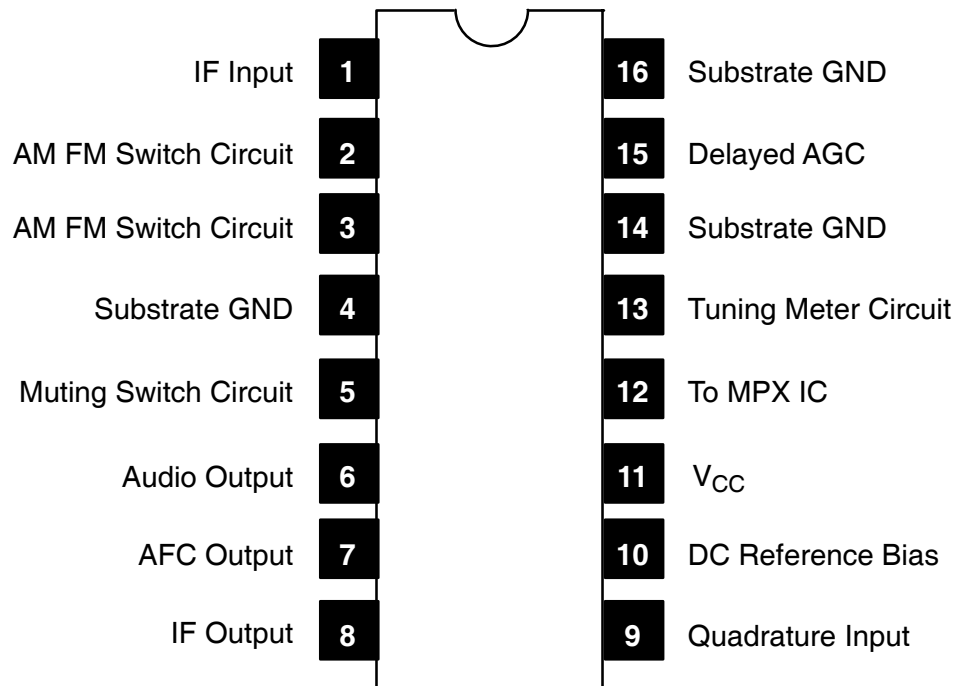 IF Input 1 16 Substrate GND
AM FM Switch Circuit 2 15 Delayed AGC
AM FM Switch Circuit 3 14 Substrate GND
Substrate GND 4 13 Tuning Meter Circuit
Muting Switch Circuit 5 12 To MPX IC
Audio Output 6 11 VCC
AFC Output 7 10 DC Reference Bias
IF Output 8 9 Quadrature Input